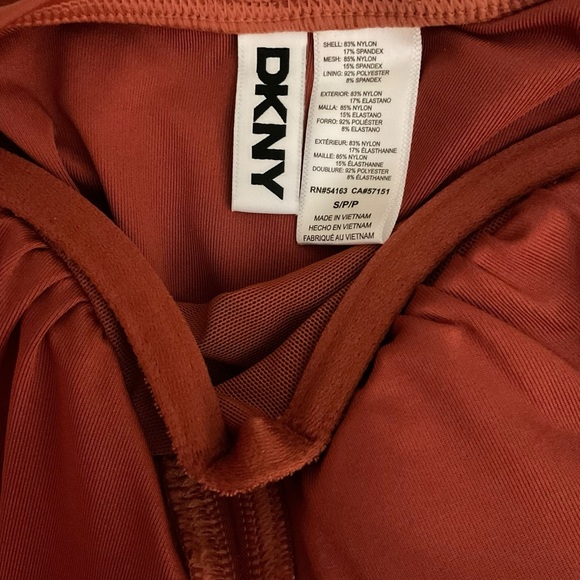 DKNY
SHELL: 83% NYLON
17% SPANDEX
MESH: 85% NYLON
15% SPANDEX
LINING: 92% POLYESTER
8% SPANDEX
EXTERIOR: 83% NYLON
17% ELASTANO
MALLA: 85% NYLON
15% ELASTANO
FORRO: 92% POLIÉSTER
8% ELASTANO
EXTÉRIEUR: 83% NYLON
17% ÉLASTHANNE
MAILLE: 85% NYLON
15% ÉLASTHANNE
DOUBLURE: 92% POLYESTER
8% ÉLASTHANNE
RN#54163 CA#57151
S/P/P
MADE IN VIETNAM
HECHO EN VIETNAM
FABRIQUÉ AU VIETNAM